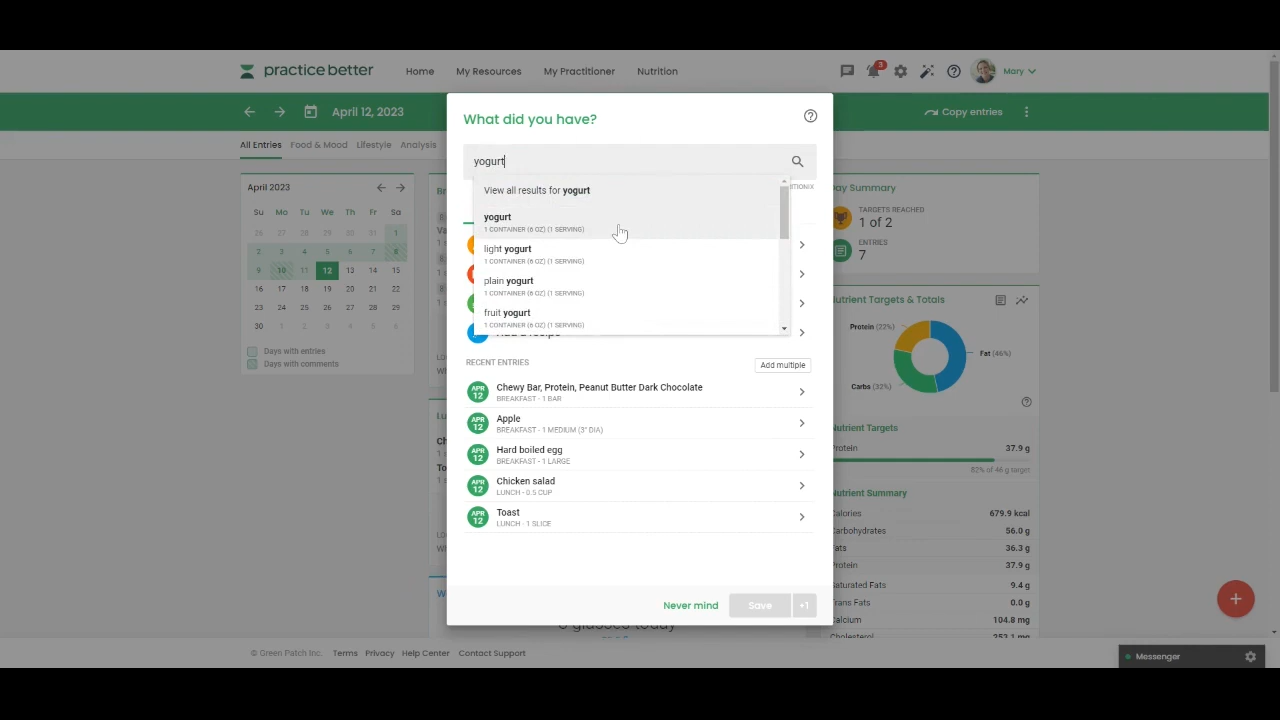 practice better
Home
My Resources
My Practitioner
Nutrition
3
Mary
April 12, 2023
Copy entries
All Entries
Food & Mood
Lifestyle
Analysis
April 2023
Su Mo Tu We Th Fr Sa
26 27 28 29 30 31 1
2 3 4 5 6 7 8
9 10 11 12 13 14 15
16 17 18 19 20 21 22
23 24 25 26 27 28 29
30 1 2 3 4 5 6
Days with entries
Days with comments
What did you have?
yogurt
View all results for yogurt
yogurt
1 CONTAINER (6 OZ) (1 SERVING)
light yogurt
1 CONTAINER (6 OZ) (1 SERVING)
plain yogurt
1 CONTAINER (6 OZ) (1 SERVING)
fruit yogurt
1 CONTAINER (6 OZ) (1 SERVING)
RECENT ENTRIES
Add multiple
APR 12
Chewy Bar, Protein, Peanut Butter Dark Chocolate
BREAKFAST - 1 BAR
APR 12
Apple
BREAKFAST - 1 MEDIUM (3" DIA)
APR 12
Hard boiled egg
BREAKFAST - 1 LARGE
APR 12
Chicken salad
LUNCH - 0.5 CUP
APR 12
Toast
LUNCH - 1 SLICE
Never mind
Save
+1
Day Summary
TARGETS REACHED
1 of 2
ENTRIES
7
Nutrient Targets & Totals
Protein (22%)
Fat (46%)
Carbs (32%)
Nutrient Targets
Protein 37.9 g
82% of 46 g target
Nutrient Summary
Calories 679.9 kcal
Carbohydrates 56.0 g
Fats 36.3 g
Protein 37.9 g
Saturated Fats 9.4 g
Trans Fats 0.0 g
Calcium 104.8 mg
Cholesterol 252.1 mg
glasses today
© Green Patch Inc.
Terms
Privacy
Help Center
Contact Support
Messenger